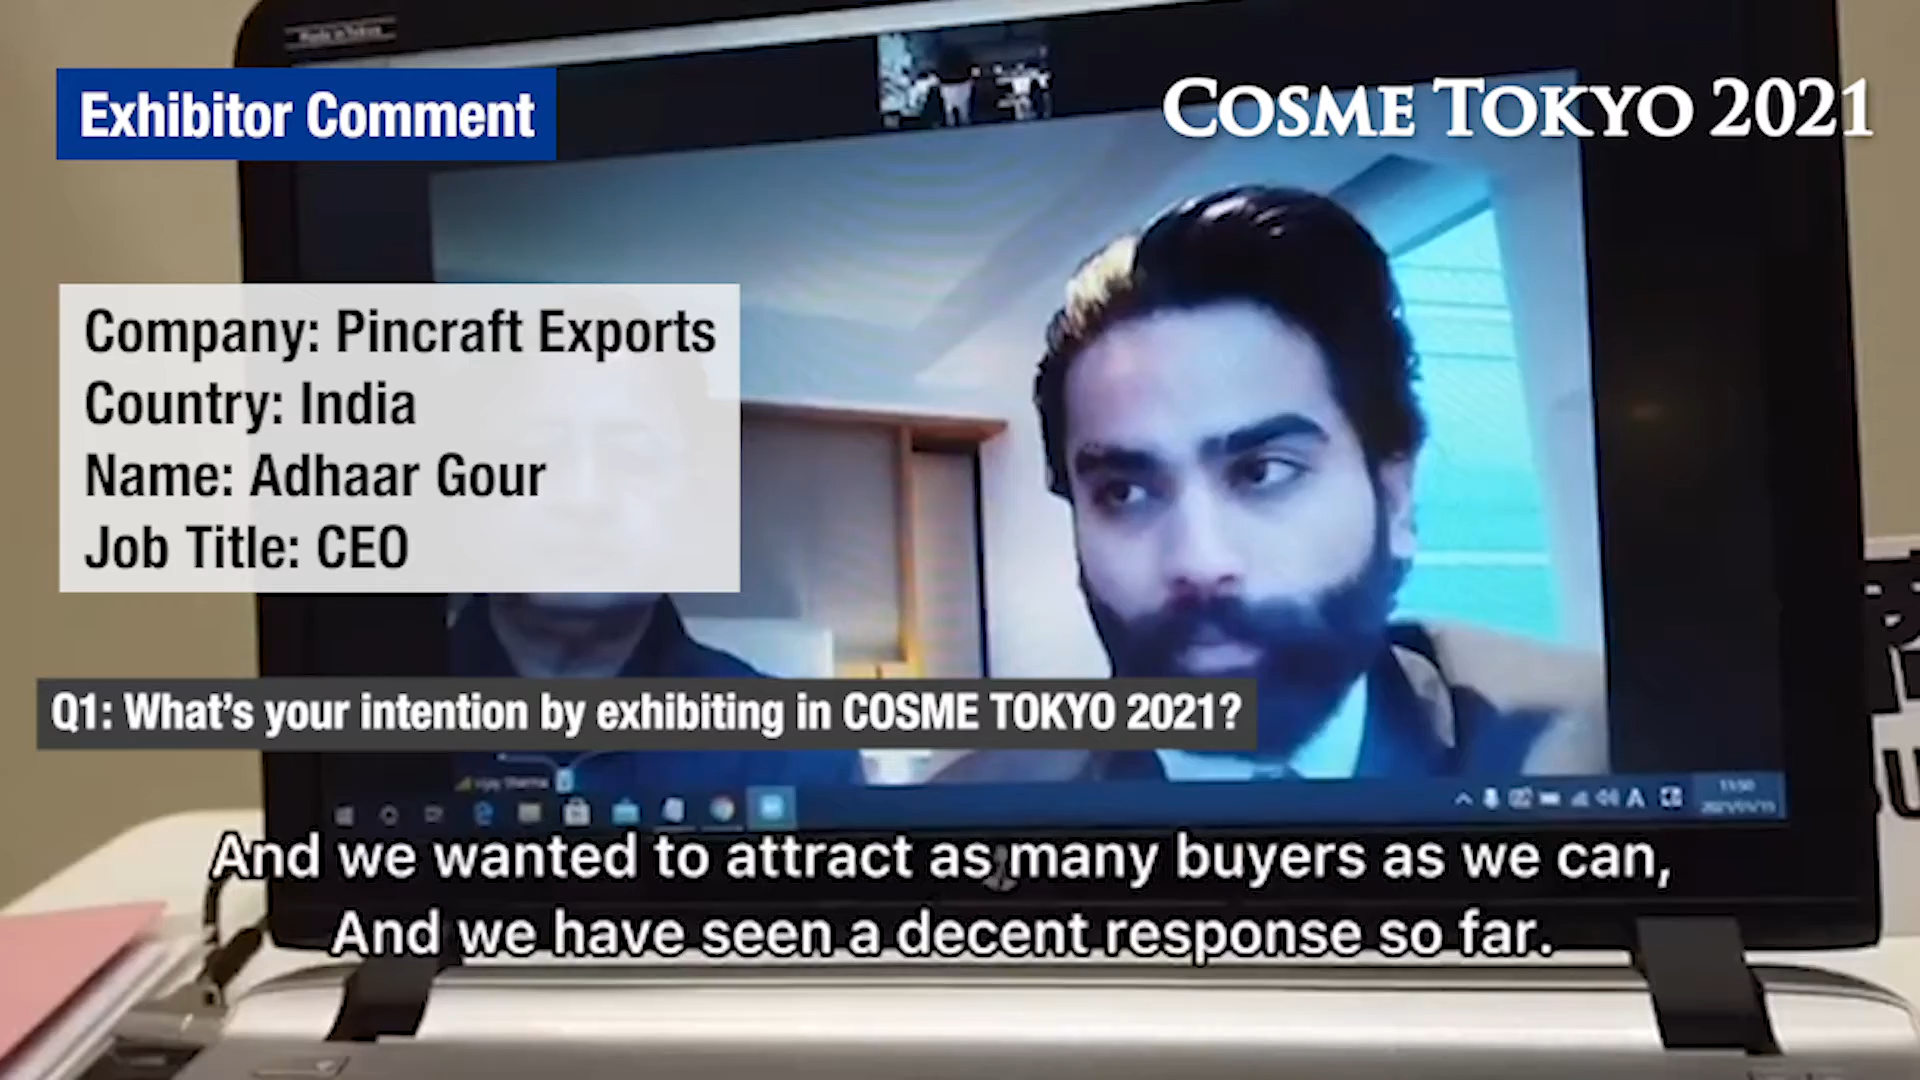 Exhibitor Comment
COSME TOKYO 2021
Company: Pincraft Exports
Country: India
Name: Adhaar Gour
Job Title: CEO
Q1: What's your intention by exhibiting in COSME TOKYO 2021?
A
11:50
And we wanted to attract as many buyers as we can,
And we have seen a decent response so far.